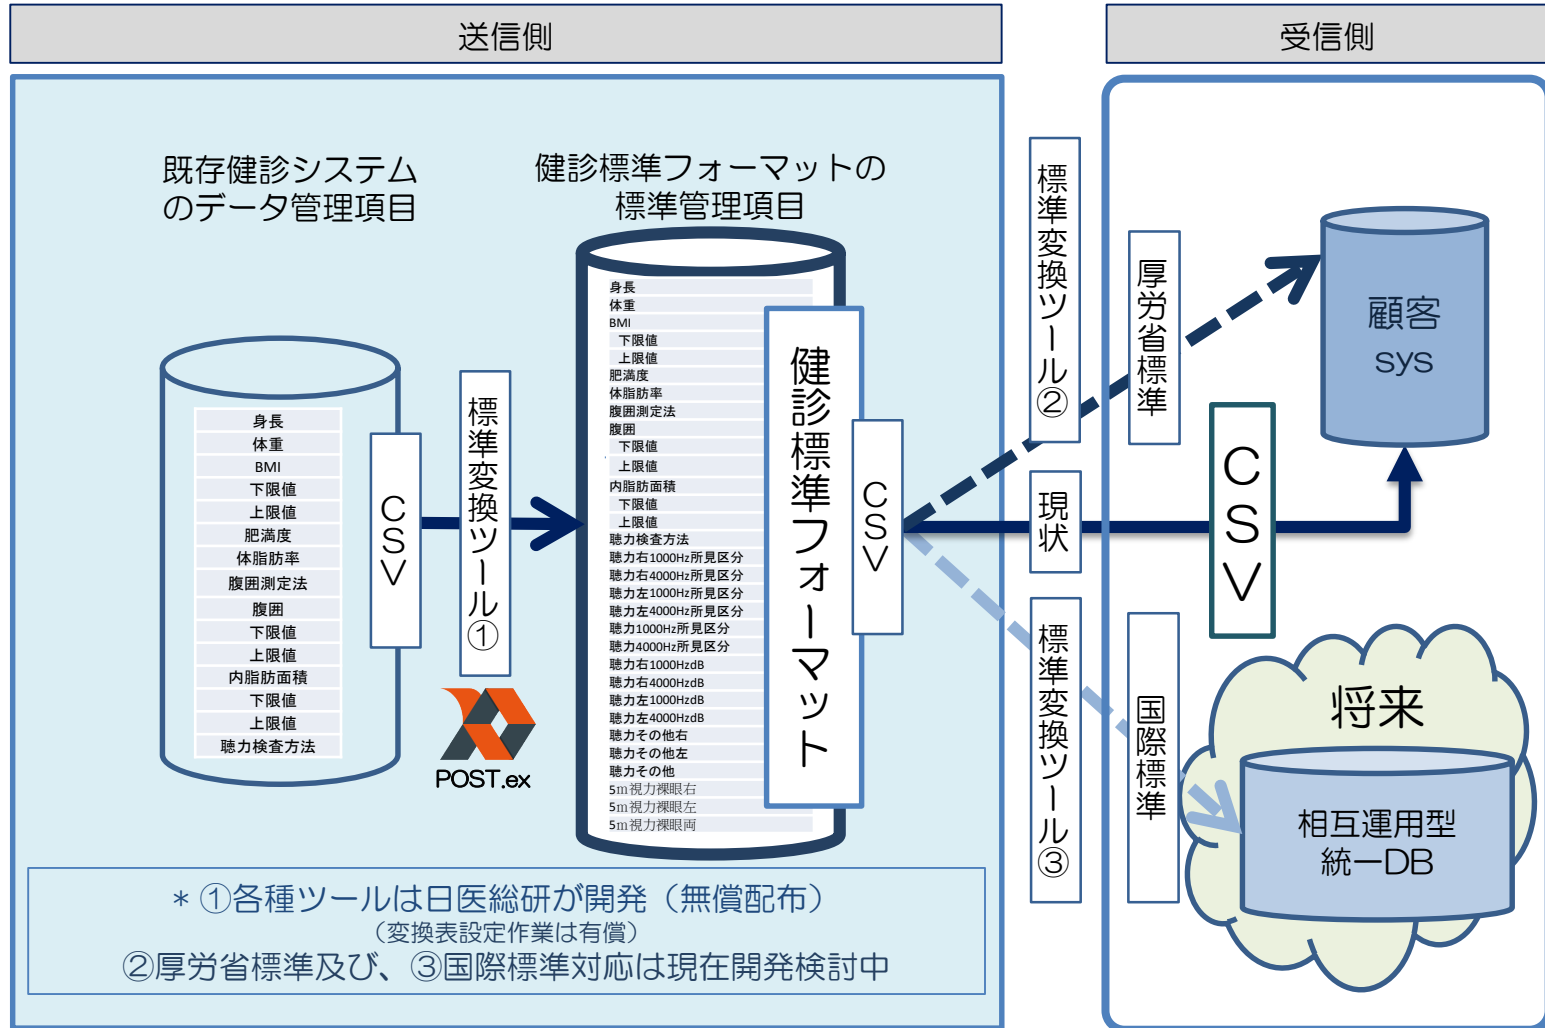 送信側
受信側
既存健診システム
のデータ管理項目
身長
体重
BMI
下限値
上限値
肥満度
体脂肪率
腹囲測定法
腹囲
下限値
上限値
内脂肪面積
下限値
上限値
聴力検査方法
CSV
標準変換ツール①
POST.ex
健診標準フォーマットの
標準管理項目
身長
体重
BMI
下限値
上限値
肥満度
体脂肪率
腹囲測定法
腹囲
下限値
上限値
内脂肪面積
下限値
上限値
聴力検査方法
聴力右1000Hz所見区分
聴力右4000Hz所見区分
聴力左1000Hz所見区分
聴力左4000Hz所見区分
聴力1000Hz所見区分
聴力4000Hz所見区分
聴力右1000HzdB
聴力右4000HzdB
聴力左1000HzdB
聴力左4000HzdB
聴力その他右
聴力その他左
聴力その他
5m視力裸眼右
5m視力裸眼左
5m視力裸眼両
健診標準フォーマット
CSV
標準変換ツール②
現状
標準変換ツール③
厚労省標準
CSV
国際標準
顧客
sys
将来
相互運用型
統一DB
＊①各種ツールは日医総研が開発（無償配布）
（変換表設定作業は有償）
②厚労省標準及び、③国際標準対応は現在開発検討中